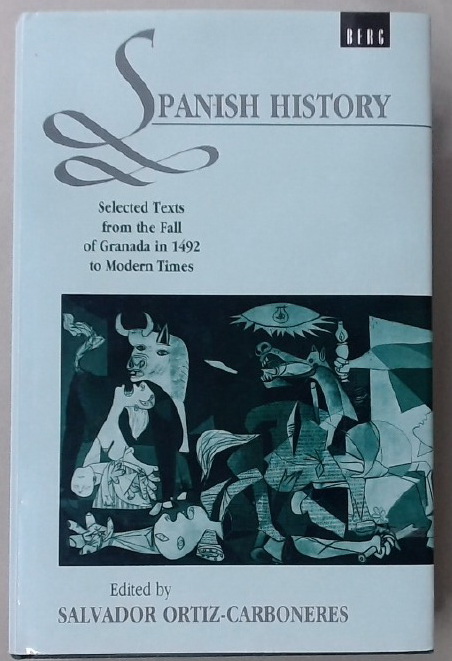 BERG
SPANISH HISTORY
Selected Texts
from the Fall
of Granada in 1492
to Modern Times
Edited by
SALVADOR ORTIZ-CARBONERES